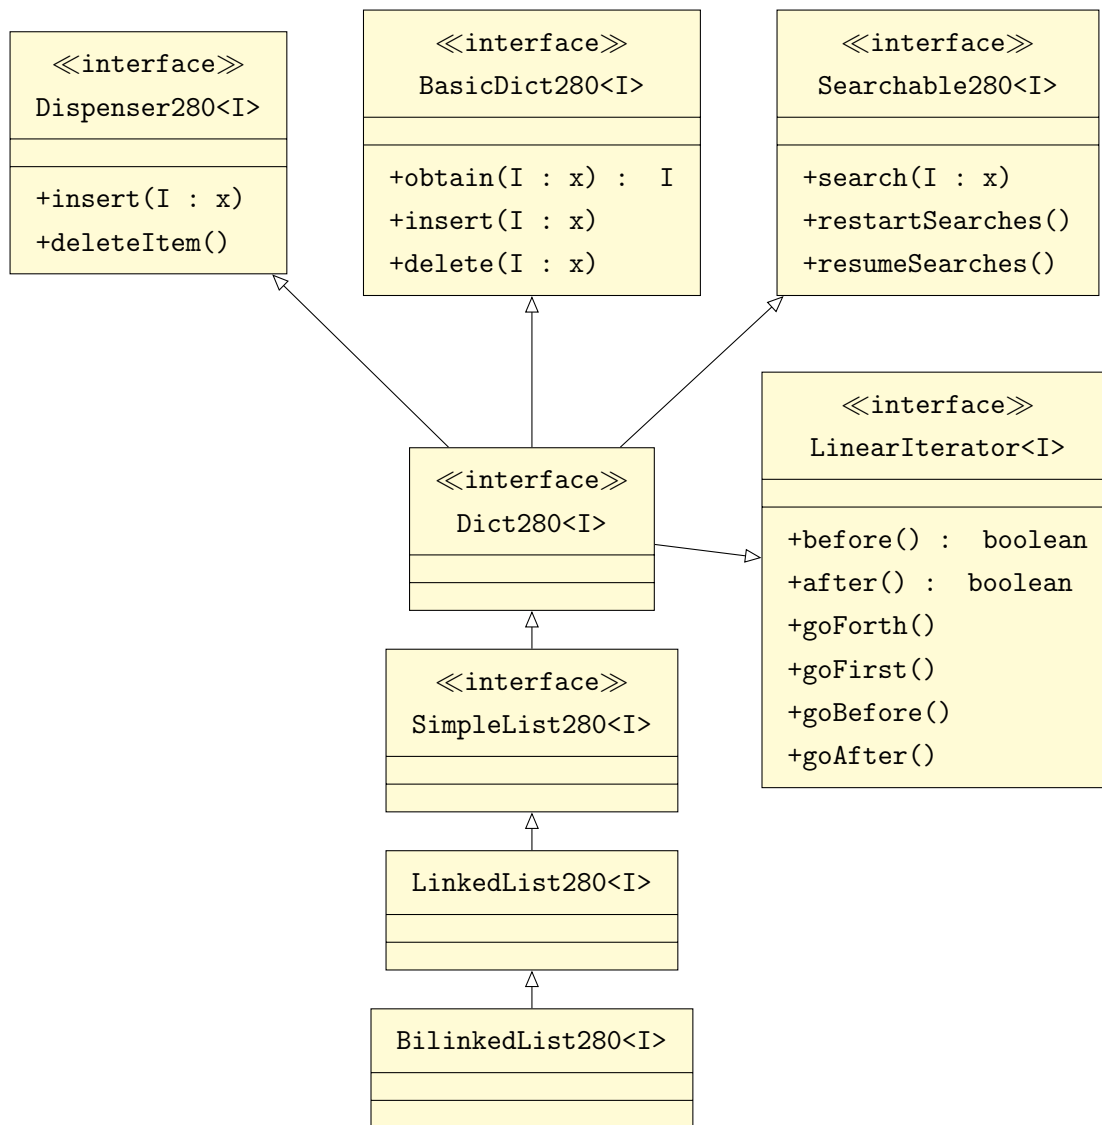 ≪interface≫
Dispenser280<I>
+insert(I : x)
+deleteItem()
≪interface≫
BasicDict280<I>
+obtain(I : x) : I
+insert(I : x)
+delete(I : x)
≪interface≫
Searchable280<I>
+search(I : x)
+restartSearches()
+resumeSearches()
≪interface≫
LinearIterator<I>
+before() : boolean
+after() : boolean
+goForth()
+goFirst()
+goBefore()
+goAfter()
≪interface≫
Dict280<I>
≪interface≫
SimpleList280<I>
LinkedList280<I>
BilinkedList280<I>